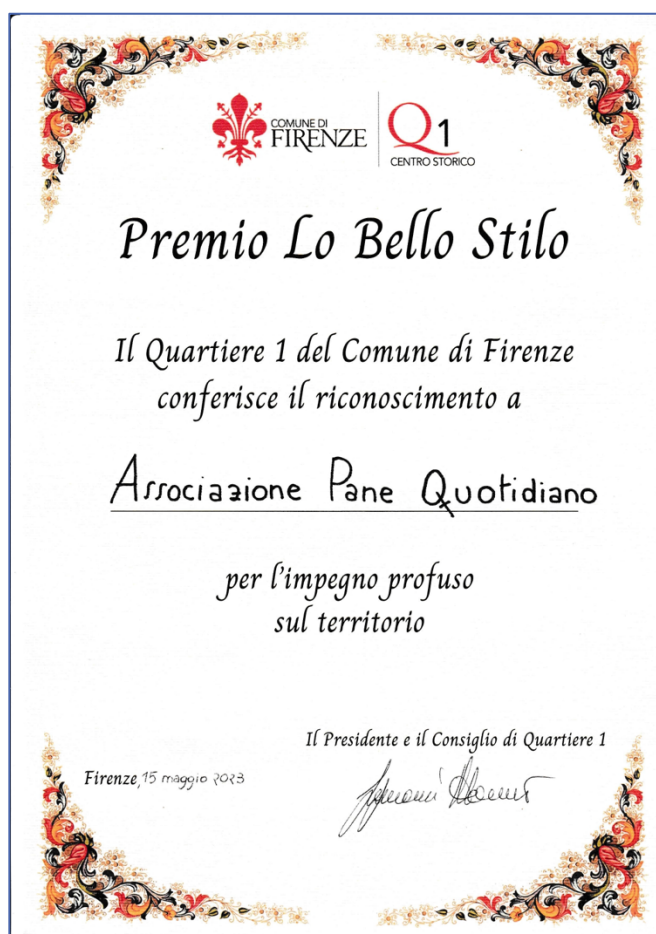 COMUNE DI
FIRENZE
Q1
CENTRO STORICO
Premio Lo Bello Stilo
Il Quartiere 1 del Comune di Firenze
conferisce il riconoscimento a
Associazione Pane Quotidiano
per l'impegno profuso
sul territorio
Il Presidente e il Consiglio di Quartiere 1
Firenze, 15 maggio 2023